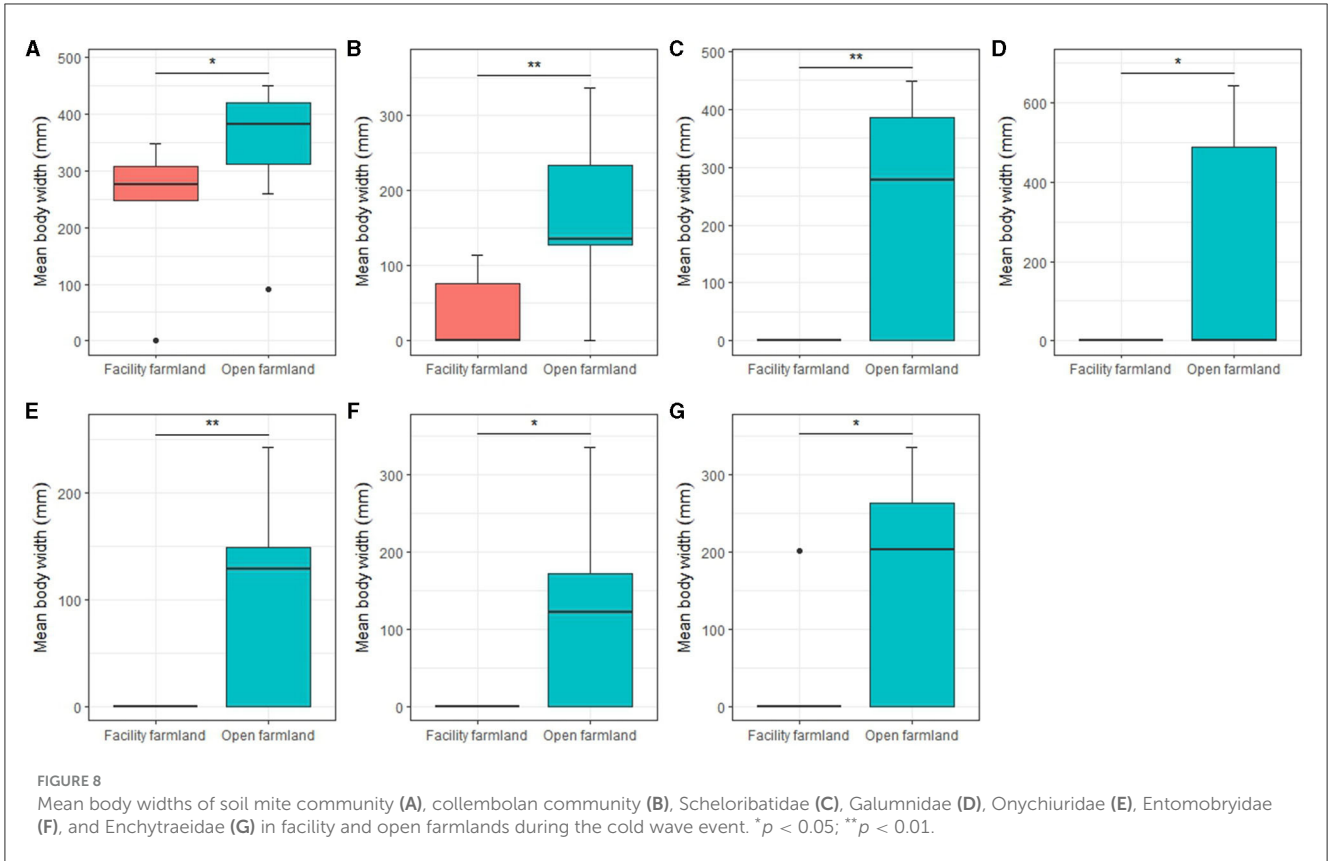 A
B
C
D
*
**
**
*
500
400
300
200
100
0
Mean body width (mm)
Facility farmland
Open farmland
300
200
100
0
Mean body width (mm)
Facility farmland
Open farmland
500
400
300
200
100
0
Mean body width (mm)
Facility farmland
Open farmland
600
400
200
0
Mean body width (mm)
Facility farmland
Open farmland
E
F
G
**
*
*
200
100
0
Mean body width (mm)
Facility farmland
Open farmland
300
200
100
0
Mean body width (mm)
Facility farmland
Open farmland
300
200
100
0
Mean body width (mm)
Facility farmland
Open farmland
FIGURE 8
Mean body widths of soil mite community (A), collembolan community (B), Scheloribatidae (C), Galumnidae (D), Onychiuridae (E), Entomobryidae
(F), and Enchytraeidae (G) in facility and open farmlands during the cold wave event. *p < 0.05; **p < 0.01.